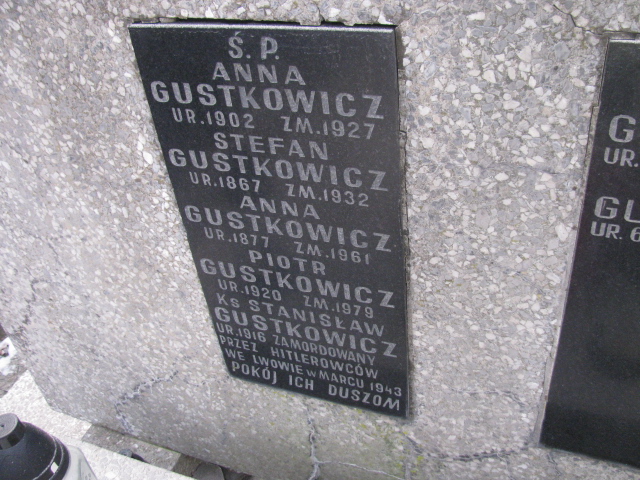 Ś. P.
ANNA
GUSTKOWICZ
UR.1902 ZM.1927
STEFAN
GUSTKOWICZ
UR.1867 ZM.1932
ANNA
GUSTKOWICZ
UR.1877 ZM.1961
PIOTR
GUSTKOWICZ
UR.1920 ZM.1979
KS STANISŁAW
GUSTKOWICZ
UR.1916 ZAMORDOWANY
PRZEZ HITLEROWCÓW
WE LWOWIE W MARCU 1943
POKÓJ ICH DUSZOM
UR.
UR.